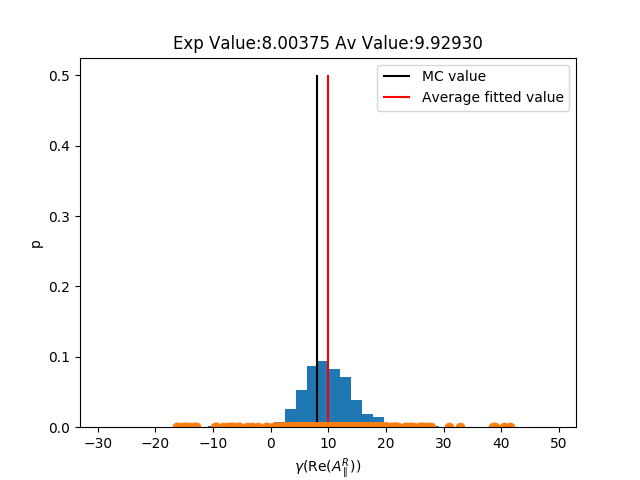 Exp Value:8.00375 Av Value:9.92930
MC value
Average fitted value
0.5
0.4
0.3
0.2
0.1
0.0
p
−30 −20 −10 0 10 20 30 40 50
γ(Re(A_∥^R))